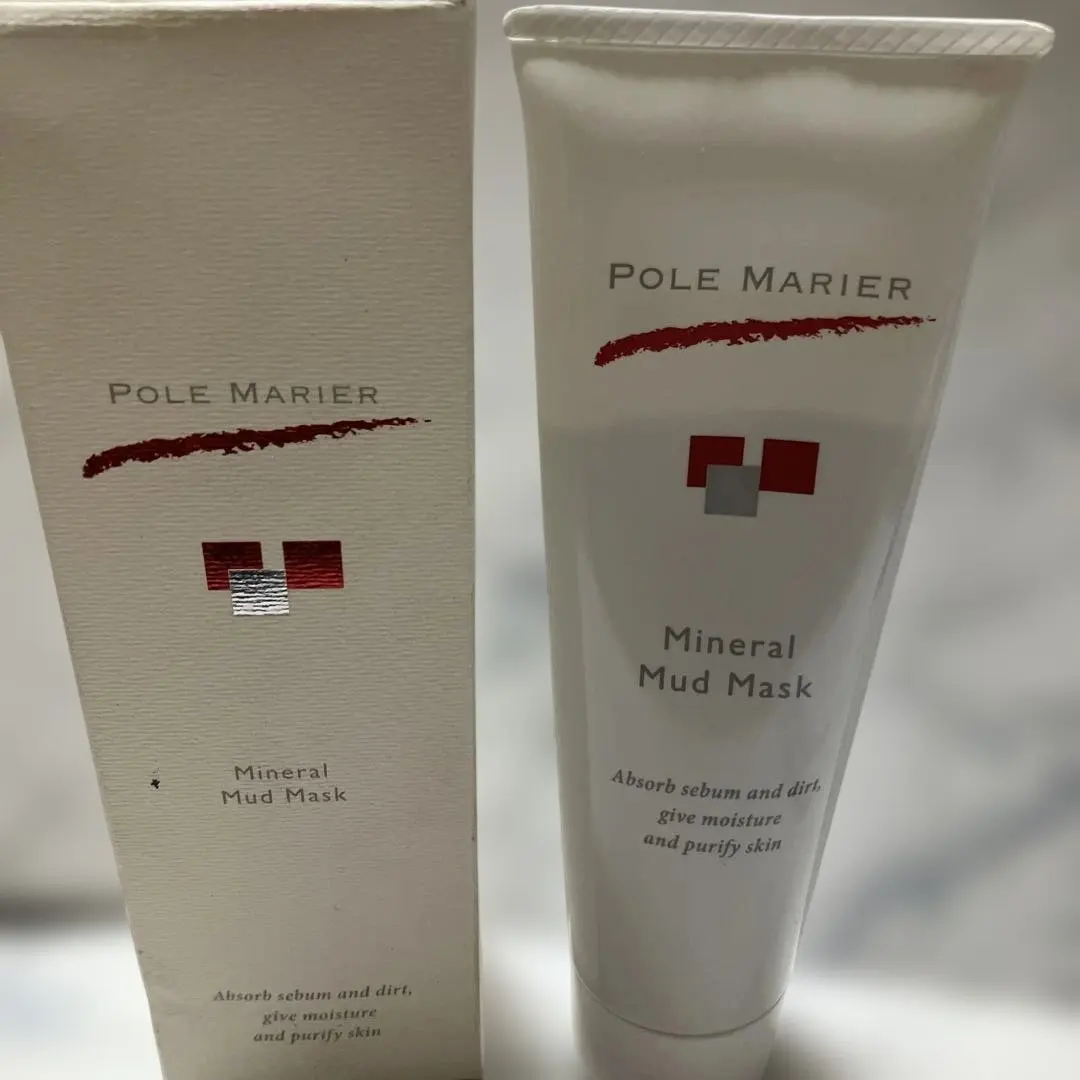 POLE MARIER
Mineral
Mud Mask
Absorb sebum and dirt,
give moisture
and purify skin
POLE MARIER
Mineral
Mud Mask
Absorb sebum and dirt,
give moisture
and purify skin